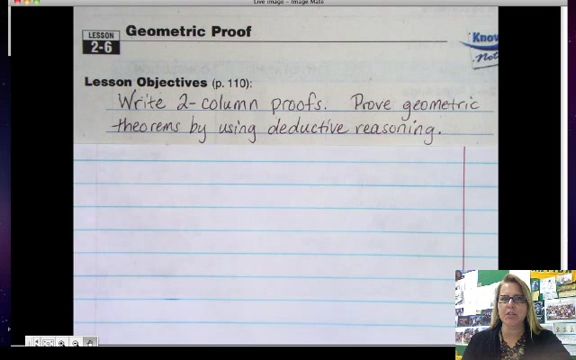 Live image - Image Mate
LESSON
2-6
Geometric Proof
Know
Note
Lesson Objectives (p. 110):
Write 2-column proofs. Prove geometric
theorems by using deductive reasoning.